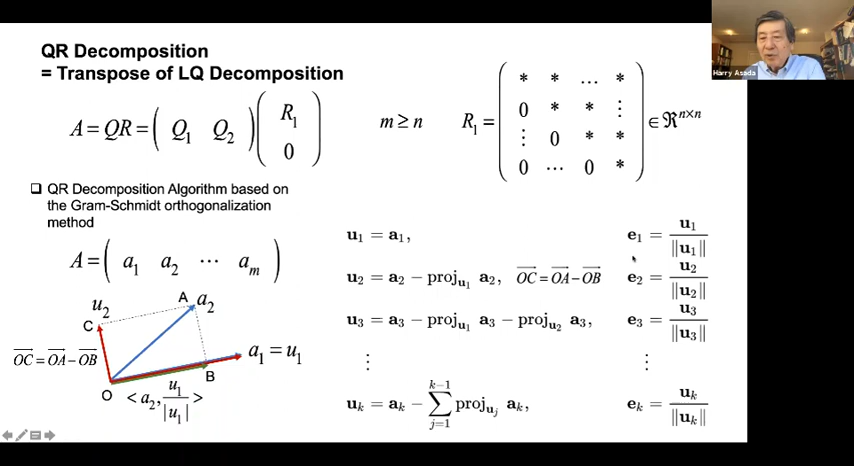 QR Decomposition
= Transpose of LQ Decomposition
A = QR = ( Q₁ Q₂ ) ( R₁ 0 )
m ≥ n
R₁ = ( * * … * 0 * * ⋮ ⋮ 0 * * 0 … 0 * ) ∈ ℜⁿˣⁿ
Harry Asada
❑ QR Decomposition Algorithm based on
the Gram-Schmidt orthogonalization
method
A = ( a₁ a₂ ⋯ aₘ )
u₂
A a₂
C
OC = OA − OB
a₁ = u₁
B
O
< a₂, u₁/|u₁| >
u₁ = a₁, e₁ = u₁/‖u₁‖
u₂ = a₂ − proj_u₁ a₂, OC = OA − OB e₂ = u₂/‖u₂‖
u₃ = a₃ − proj_u₁ a₃ − proj_u₂ a₃, e₃ = u₃/‖u₃‖
⋮ ⋮
uₖ = aₖ − ∑ⱼ₌₁ᵏ⁻¹ proj_uⱼ aₖ, eₖ = uₖ/‖uₖ‖